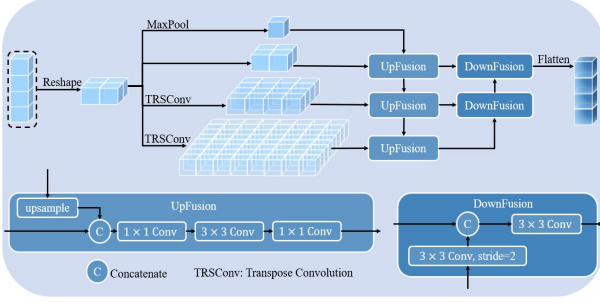 MaxPool
Reshape
UpFusion
DownFusion
Flatten
TRSConv
UpFusion
DownFusion
TRSConv
UpFusion
UpFusion
upsample
C
1 × 1 Conv
3 × 3 Conv
1 × 1 Conv
C Concatenate
TRSConv: Transpose Convolution
DownFusion
C
3 × 3 Conv
3 × 3 Conv, stride=2